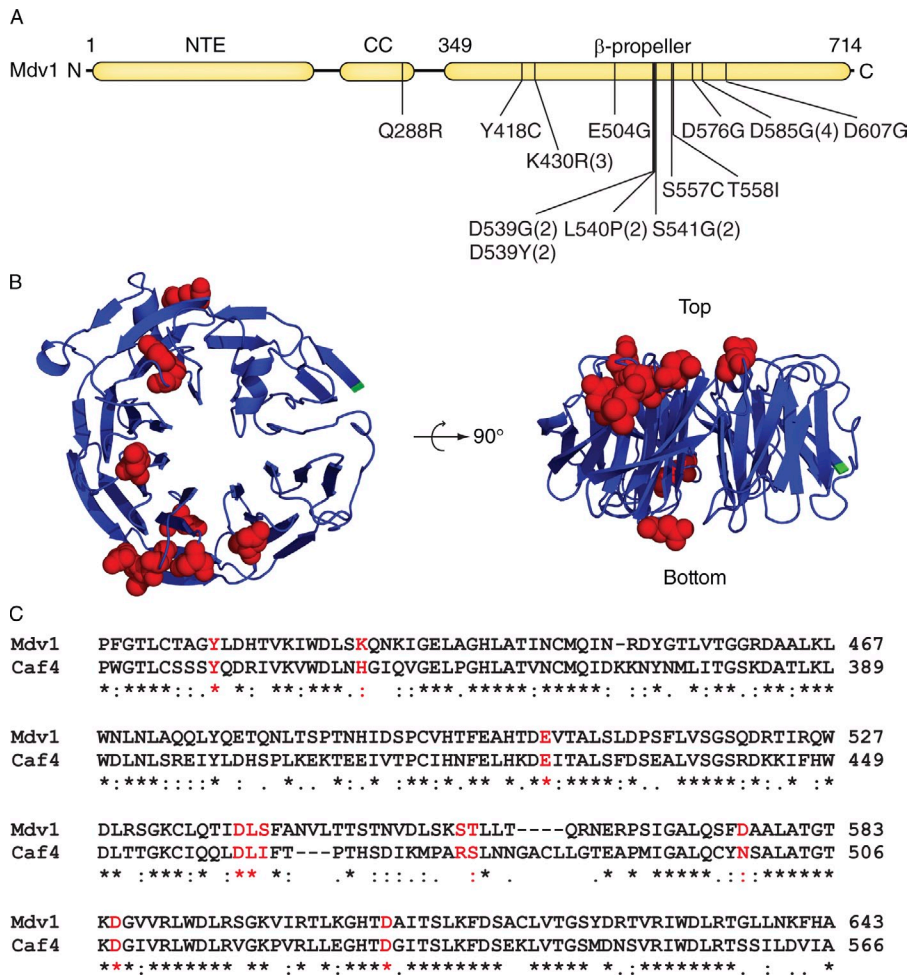 A
1 NTE CC 349 β-propeller 714
Mdv1 N C
Q288R Y418C E504G D576G D585G(4) D607G
K430R(3)
S557C T558I
D539G(2) L540P(2) S541G(2)
D539Y(2)
B
Top
90°
Bottom
C
Mdv1 PFGTLCTAGYLDHTVKIWDLSKQNKIGELAGHLATINCMQIN-RDYGTLVTGGRDAALKL 467
Caf4 PWGTLCSSSYQDRIVKVWDLNHGIQVGELPGHLATVNCMQIDKKNYNMLITGSKDATLKL 389
*:****::.* *: **:***.:  ::***.*****:*****: ::*. *:**.:**:***
Mdv1 WNLNLAQQLYQETQNLTSPTNHIDSPCVHTFEAHTDEVTALSLDPSFLVSGSQDRTIRQW 527
Caf4 WDLNLSREIYLDHSPLKEKTEEIVTPCIHNFELHKDEITALSFDSEALVSGSRDKKIFHW 449
*:***::::* : . *.. *:.* :**:*.** *.**:****:*.. *****:*:.* :*
Mdv1 DLRSGKCLQTIDLSFANVLTTSTNVDLSKSTLLT----QRNERPSIGALQSFDAALATGT 583
Caf4 DLTTGKCIQQLDLIFT---PTHSDIKMPARSLNNGACLLGTEAPMIGALQCYNSALATGT 506
** :***:* :** *:   .* :::.:.. :* .      .* * *****.:::******
Mdv1 KDGVVRLWDLRSGKVIRTLKGHTDAITSLKFDSACLVTGSYDRTVRIWDLRTGLLNKFHA 643
Caf4 KDGIVRLWDLRVGKPVRLLEGHTDGITSLKFDSEKLVTGSMDNSVRIWDLRTSSILDVIA 566
***:******* ** :* *:****.********  ***** *.:********. : .. *